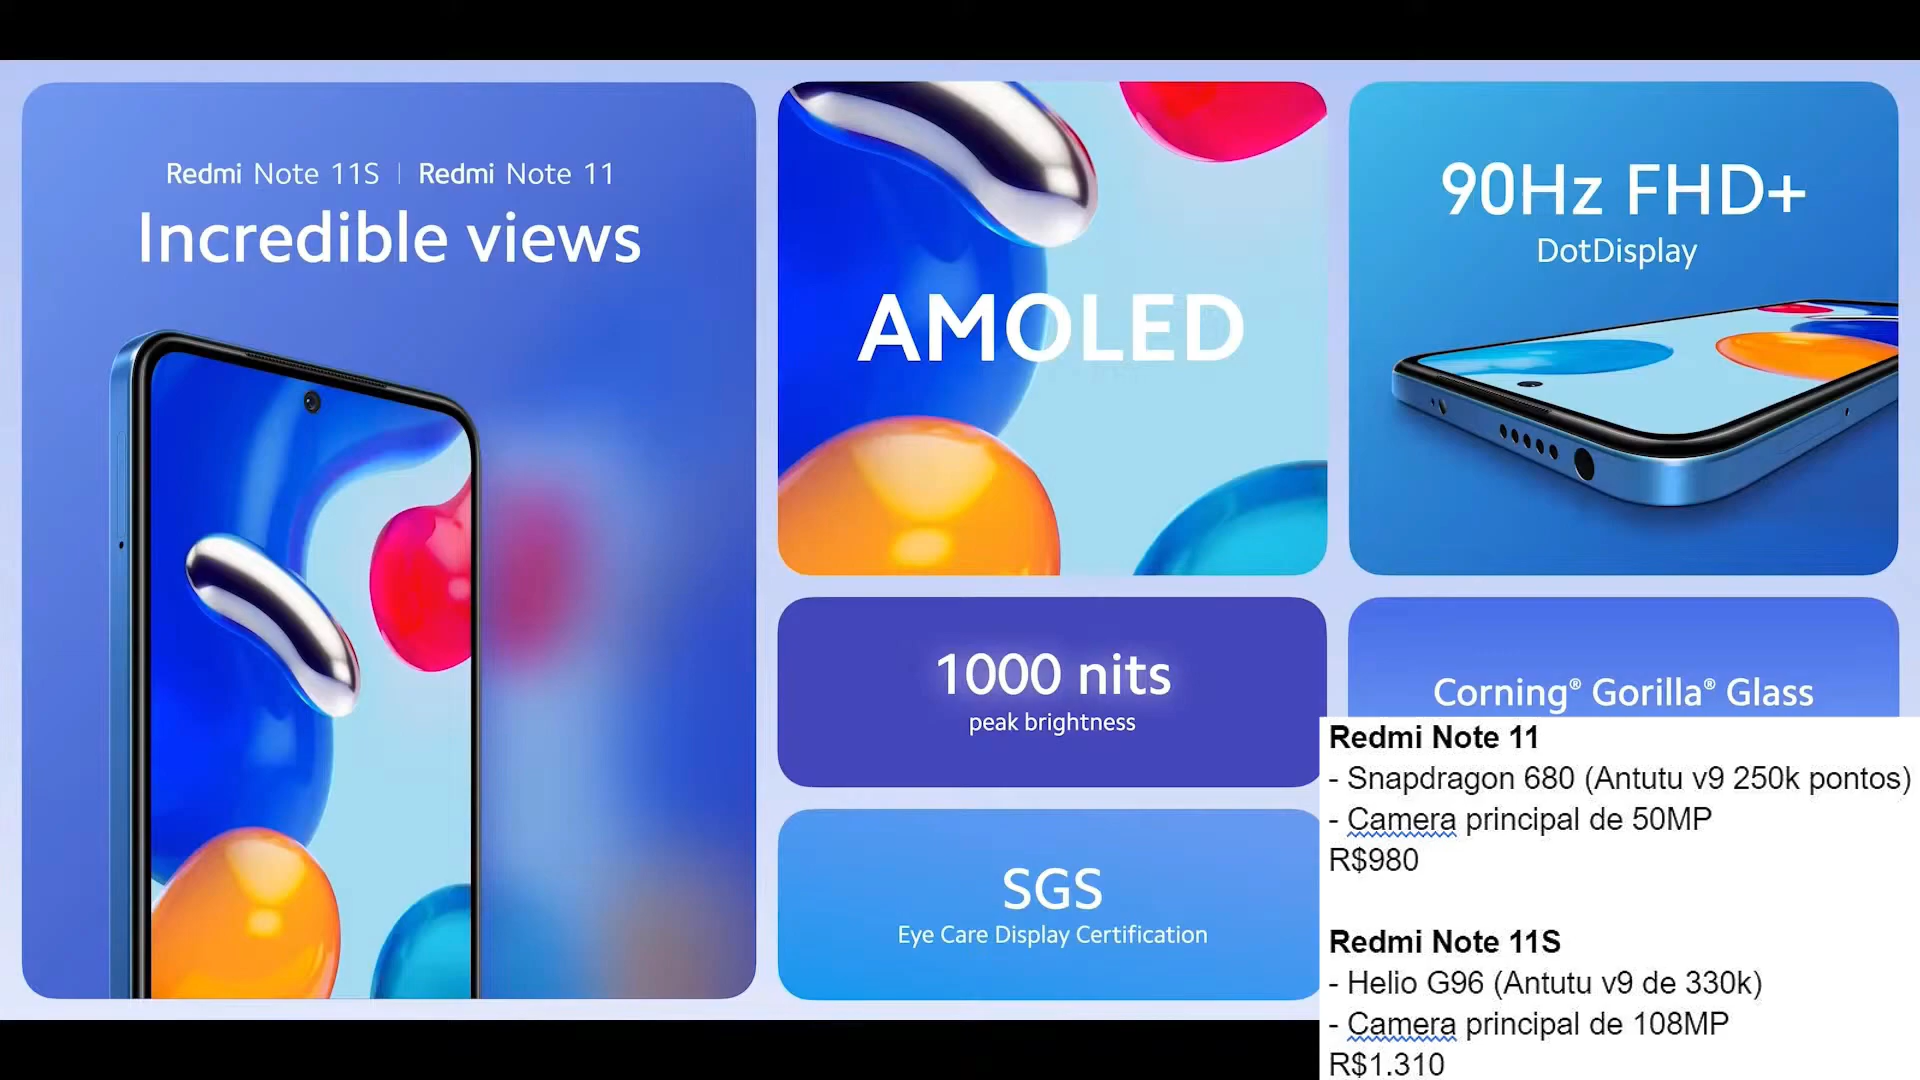 Redmi Note 11S | Redmi Note 11
Incredible views
AMOLED
90Hz FHD+
DotDisplay
1000 nits
peak brightness
Corning® Gorilla® Glass
SGS
Eye Care Display Certification
Redmi Note 11
- Snapdragon 680 (Antutu v9 250k pontos)
- Camera principal de 50MP
R$980
Redmi Note 11S
- Helio G96 (Antutu v9 de 330k)
- Camera principal de 108MP
R$1.310